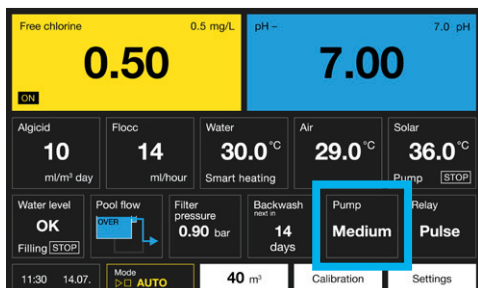 Free chlorine 0.5 mg/L pH – 7.0 pH
0.50 7.00
ON
Algicid Flocc Water Air Solar
10 14 30.0°C 29.0°C 36.0°C
ml/m³ day ml/hour Smart heating Pump STOP
Water level Pool flow Filter pressure Backwash next in Pump Relay
OK OVER 0.90 bar 14 days Medium Pulse
Filling STOP
11:30 14.07. Mode AUTO 40 m³ Calibration Settings